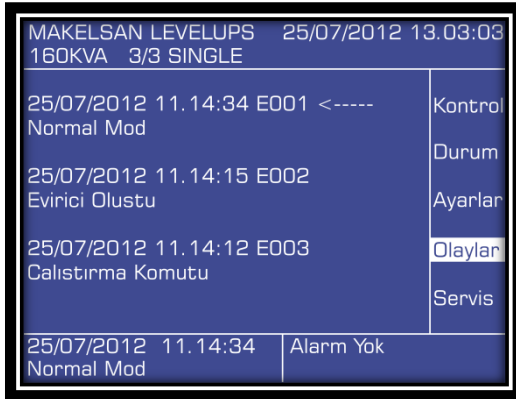 MAKELSAN LEVELUPS 25/07/2012 13.03:03
160KVA 3/3 SINGLE
25/07/2012 11.14:34 E001 <-----
Normal Mod
25/07/2012 11.14:15 E002
Evirici Olustu
25/07/2012 11.14:12 E003
Calıstırma Komutu
Kontrol
Durum
Ayarlar
Olaylar
Servis
25/07/2012 11.14:34
Normal Mod
Alarm Yok